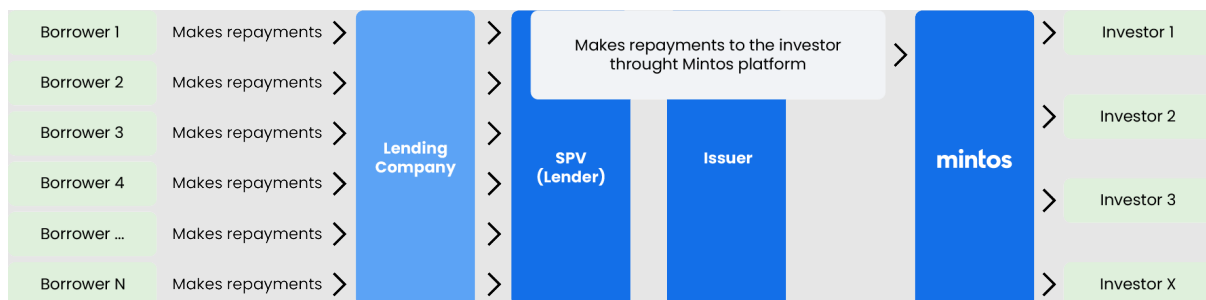 Borrower 1 Makes repayments
Borrower 2 Makes repayments
Borrower 3 Makes repayments
Borrower 4 Makes repayments
Borrower ... Makes repayments
Borrower N Makes repayments
Lending
Company
SPV
(Lender)
Makes repayments to the investor
throught Mintos platform
Issuer
mintos
Investor 1
Investor 2
Investor 3
Investor X